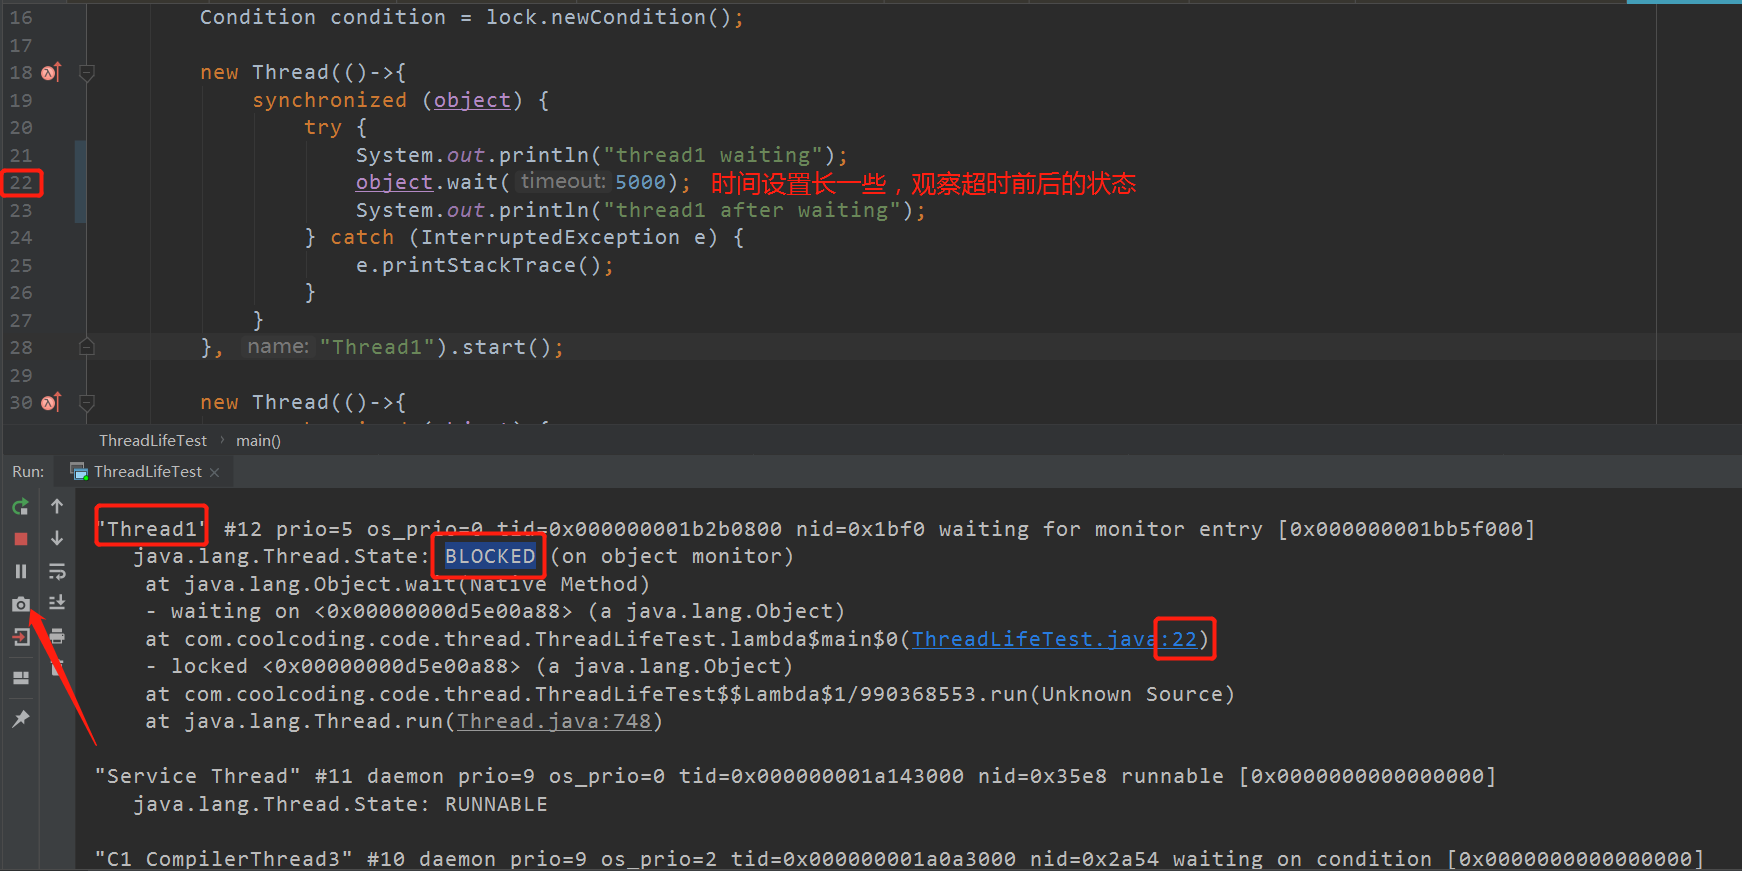 16 Condition condition = lock.newCondition();
17
18 new Thread(()->{
19 synchronized (object) {
20 try {
21 System.out.println("thread1 waiting");
22 object.wait( timeout: 5000); 时间设置长一些，观察超时前后的状态
23 System.out.println("thread1 after waiting");
24 } catch (InterruptedException e) {
25 e.printStackTrace();
26 }
27 }
28 }, name: "Thread1").start();
29
30 new Thread(()->{
ThreadLifeTest › main()
Run: ThreadLifeTest ×
"Thread1" #12 prio=5 os_prio=0 tid=0x000000001b2b0800 nid=0x1bf0 waiting for monitor entry [0x000000001bb5f000]
java.lang.Thread.State: BLOCKED (on object monitor)
at java.lang.Object.wait(Native Method)
- waiting on <0x00000000d5e00a88> (a java.lang.Object)
at com.coolcoding.code.thread.ThreadLifeTest.lambda$main$0(ThreadLifeTest.java:22)
- locked <0x00000000d5e00a88> (a java.lang.Object)
at com.coolcoding.code.thread.ThreadLifeTest$$Lambda$1/990368553.run(Unknown Source)
at java.lang.Thread.run(Thread.java:748)
"Service Thread" #11 daemon prio=9 os_prio=0 tid=0x000000001a143000 nid=0x35e8 runnable [0x0000000000000000]
java.lang.Thread.State: RUNNABLE
"C1 CompilerThread3" #10 daemon prio=9 os_prio=2 tid=0x000000001a0a3000 nid=0x2a54 waiting on condition [0x0000000000000000]